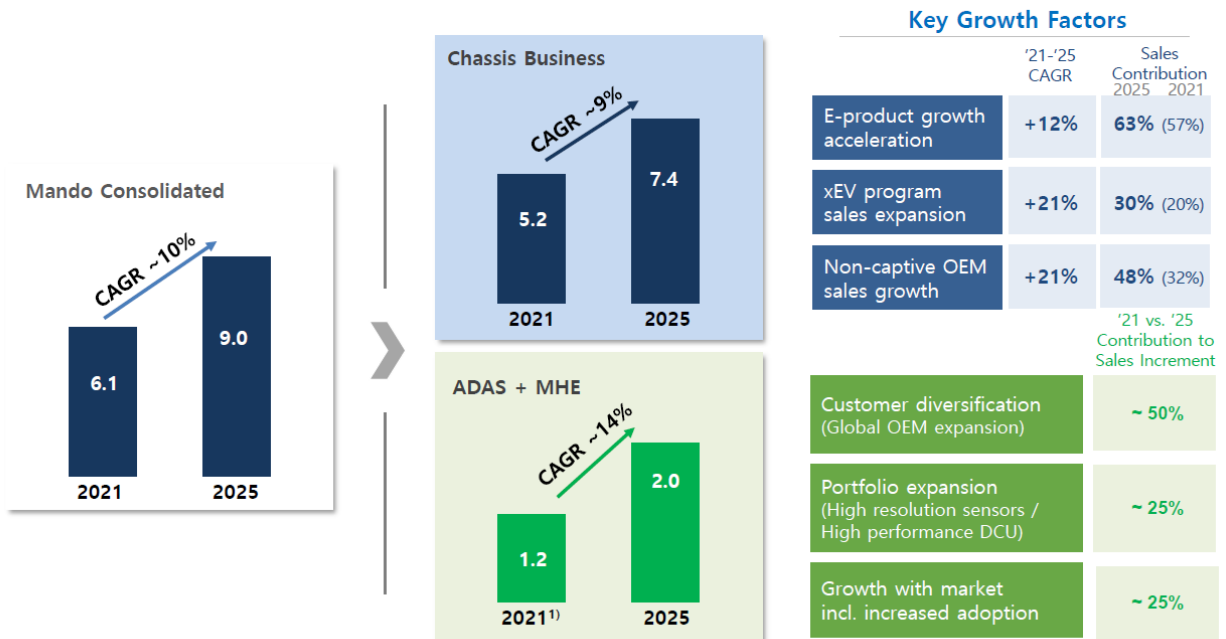 Mando Consolidated
CAGR ~10%
6.1
9.0
2021
2025
Chassis Business
CAGR ~9%
5.2
7.4
2021
2025
ADAS + MHE
CAGR ~14%
1.2
2.0
2021¹⁾
2025
Key Growth Factors
'21-'25
CAGR
Sales
Contribution
2025 2021
E-product growth
acceleration
+12%
63% (57%)
xEV program
sales expansion
+21%
30% (20%)
Non-captive OEM
sales growth
+21%
48% (32%)
'21 vs. '25
Contribution to
Sales Increment
Customer diversification
(Global OEM expansion)
~ 50%
Portfolio expansion
(High resolution sensors /
High performance DCU)
~ 25%
Growth with market
incl. increased adoption
~ 25%